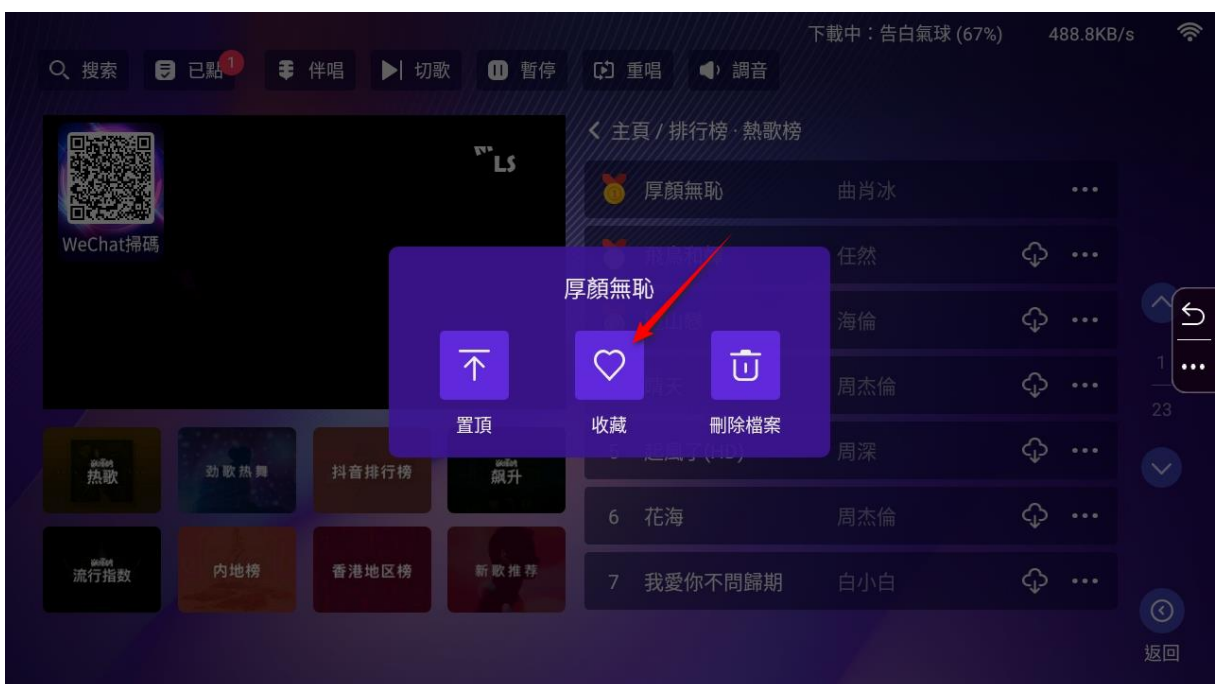 下載中：告白氣球 (67%) 488.8KB/s
搜索 已點 1 伴唱 切歌 暫停 重唱 調音
主頁 / 排行榜 · 熱歌榜
LS
WeChat掃碼
厚顏無恥 曲肖冰 •••
任然 •••
海倫 •••
周杰倫 •••
周深 •••
6 花海 周杰倫 •••
7 我愛你不問歸期 白小白 •••
厚顏無恥
置頂 收藏 刪除檔案
热歌 劲歌热舞 抖音排行榜 飙升
流行指数 内地榜 香港地区榜 新歌推荐
1
23
返回